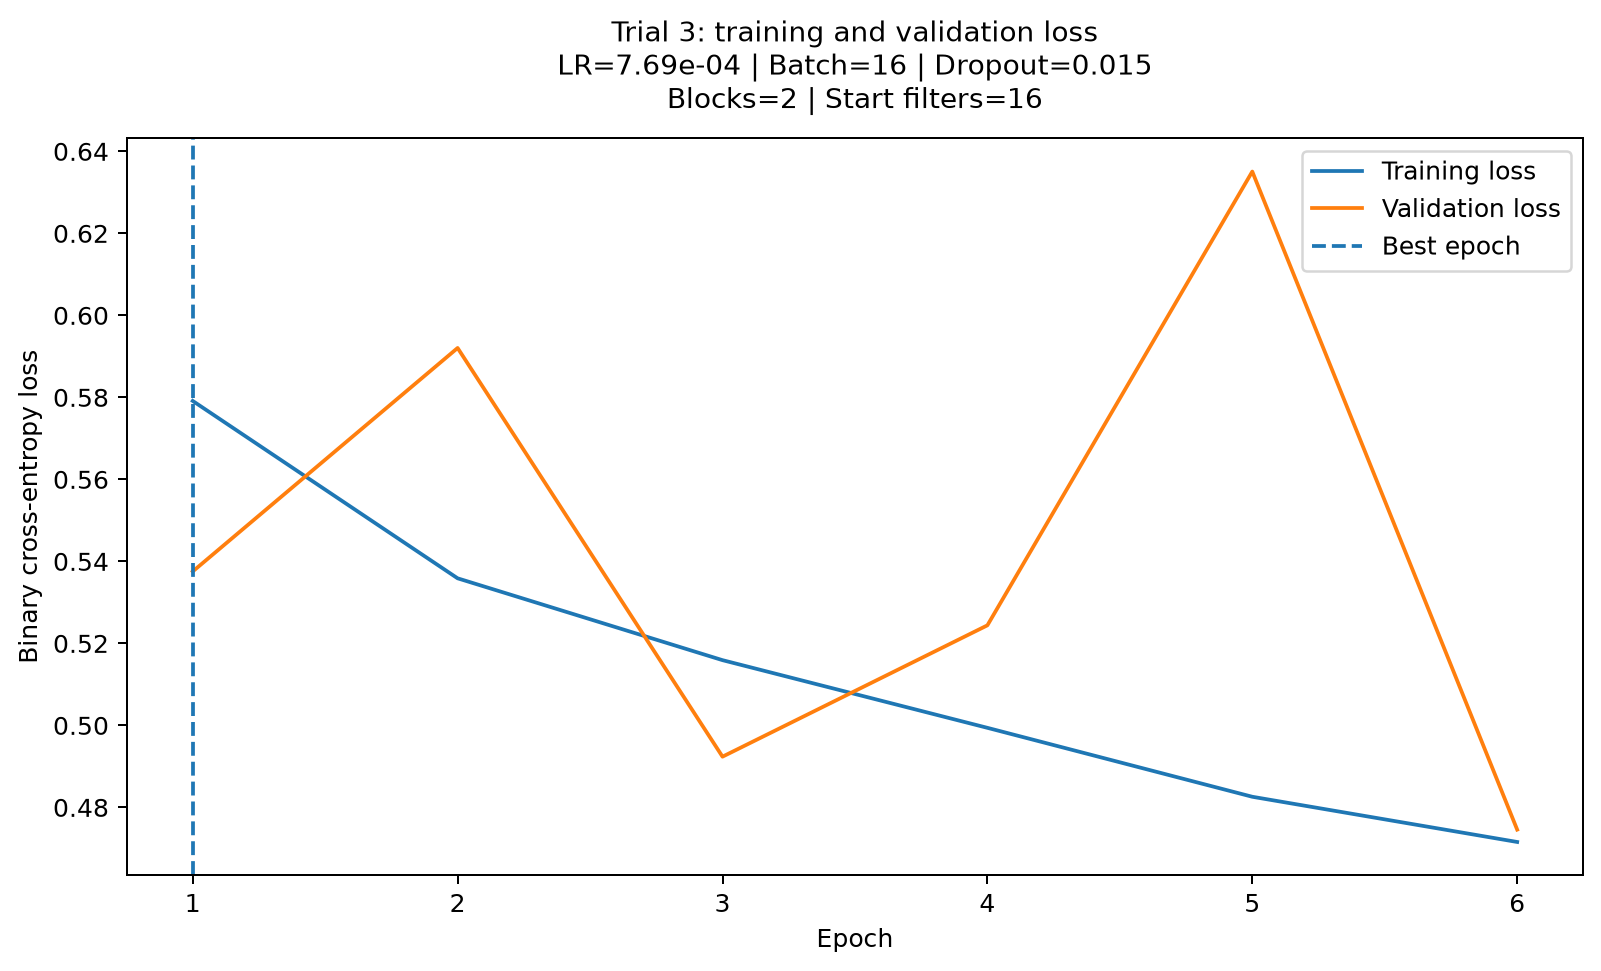 Trial 3: training and validation loss
LR=7.69e-04 | Batch=16 | Dropout=0.015
Blocks=2 | Start filters=16
Training loss
Validation loss
Best epoch
Binary cross-entropy loss
0.64
0.62
0.60
0.58
0.56
0.54
0.52
0.50
0.48
1 2 3 4 5 6
Epoch